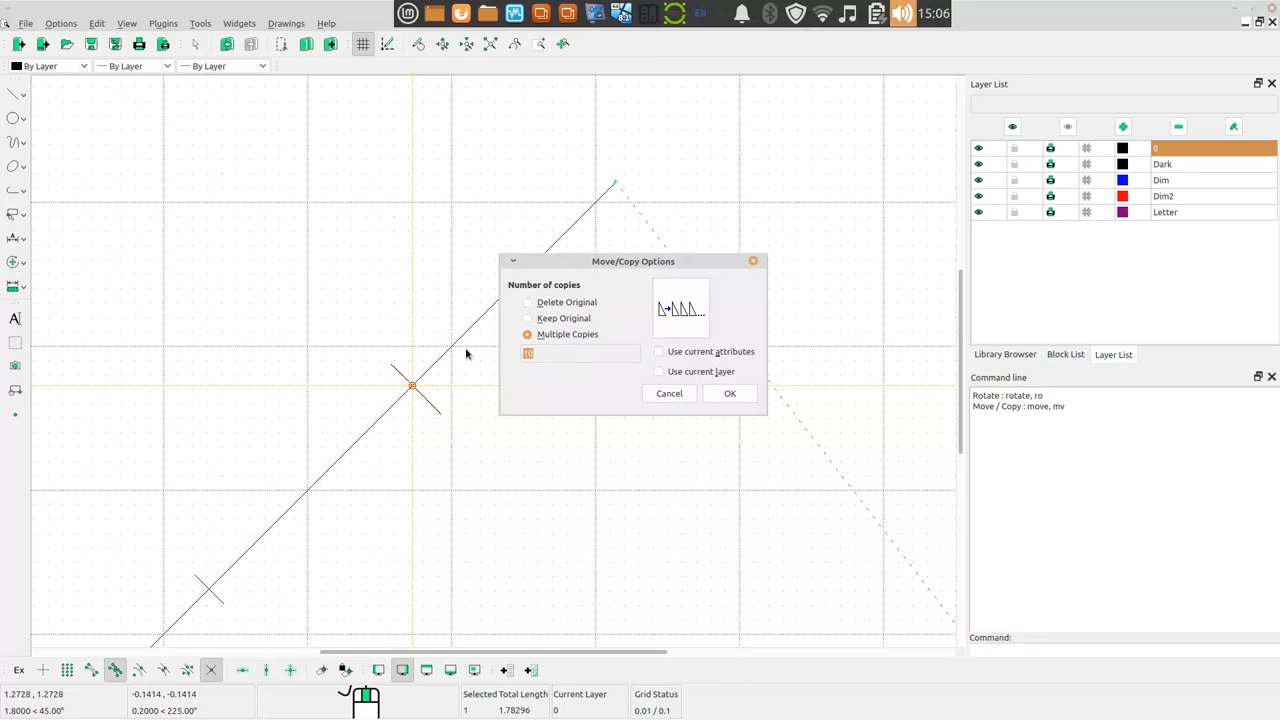 File Options Edit View Plugins Tools Widgets Drawings Help
EN 15:06
By Layer By Layer By Layer
Layer List
0
Dark
Dim
Dim2
Letter
Move/Copy Options
Number of copies
Delete Original
Keep Original
Multiple Copies
10
Use current attributes
Use current layer
Cancel OK
Library Browser Block List Layer List
Command line
Rotate : rotate, ro
Move / Copy : move, mv
Command:
Ex
1.2728 , 1.2728 -0.1414 , -0.1414 Selected Total Length Current Layer Grid Status
1.8000 < 45.00° 0.2000 < 225.00° 1 1.78296 0 0.01 / 0.1